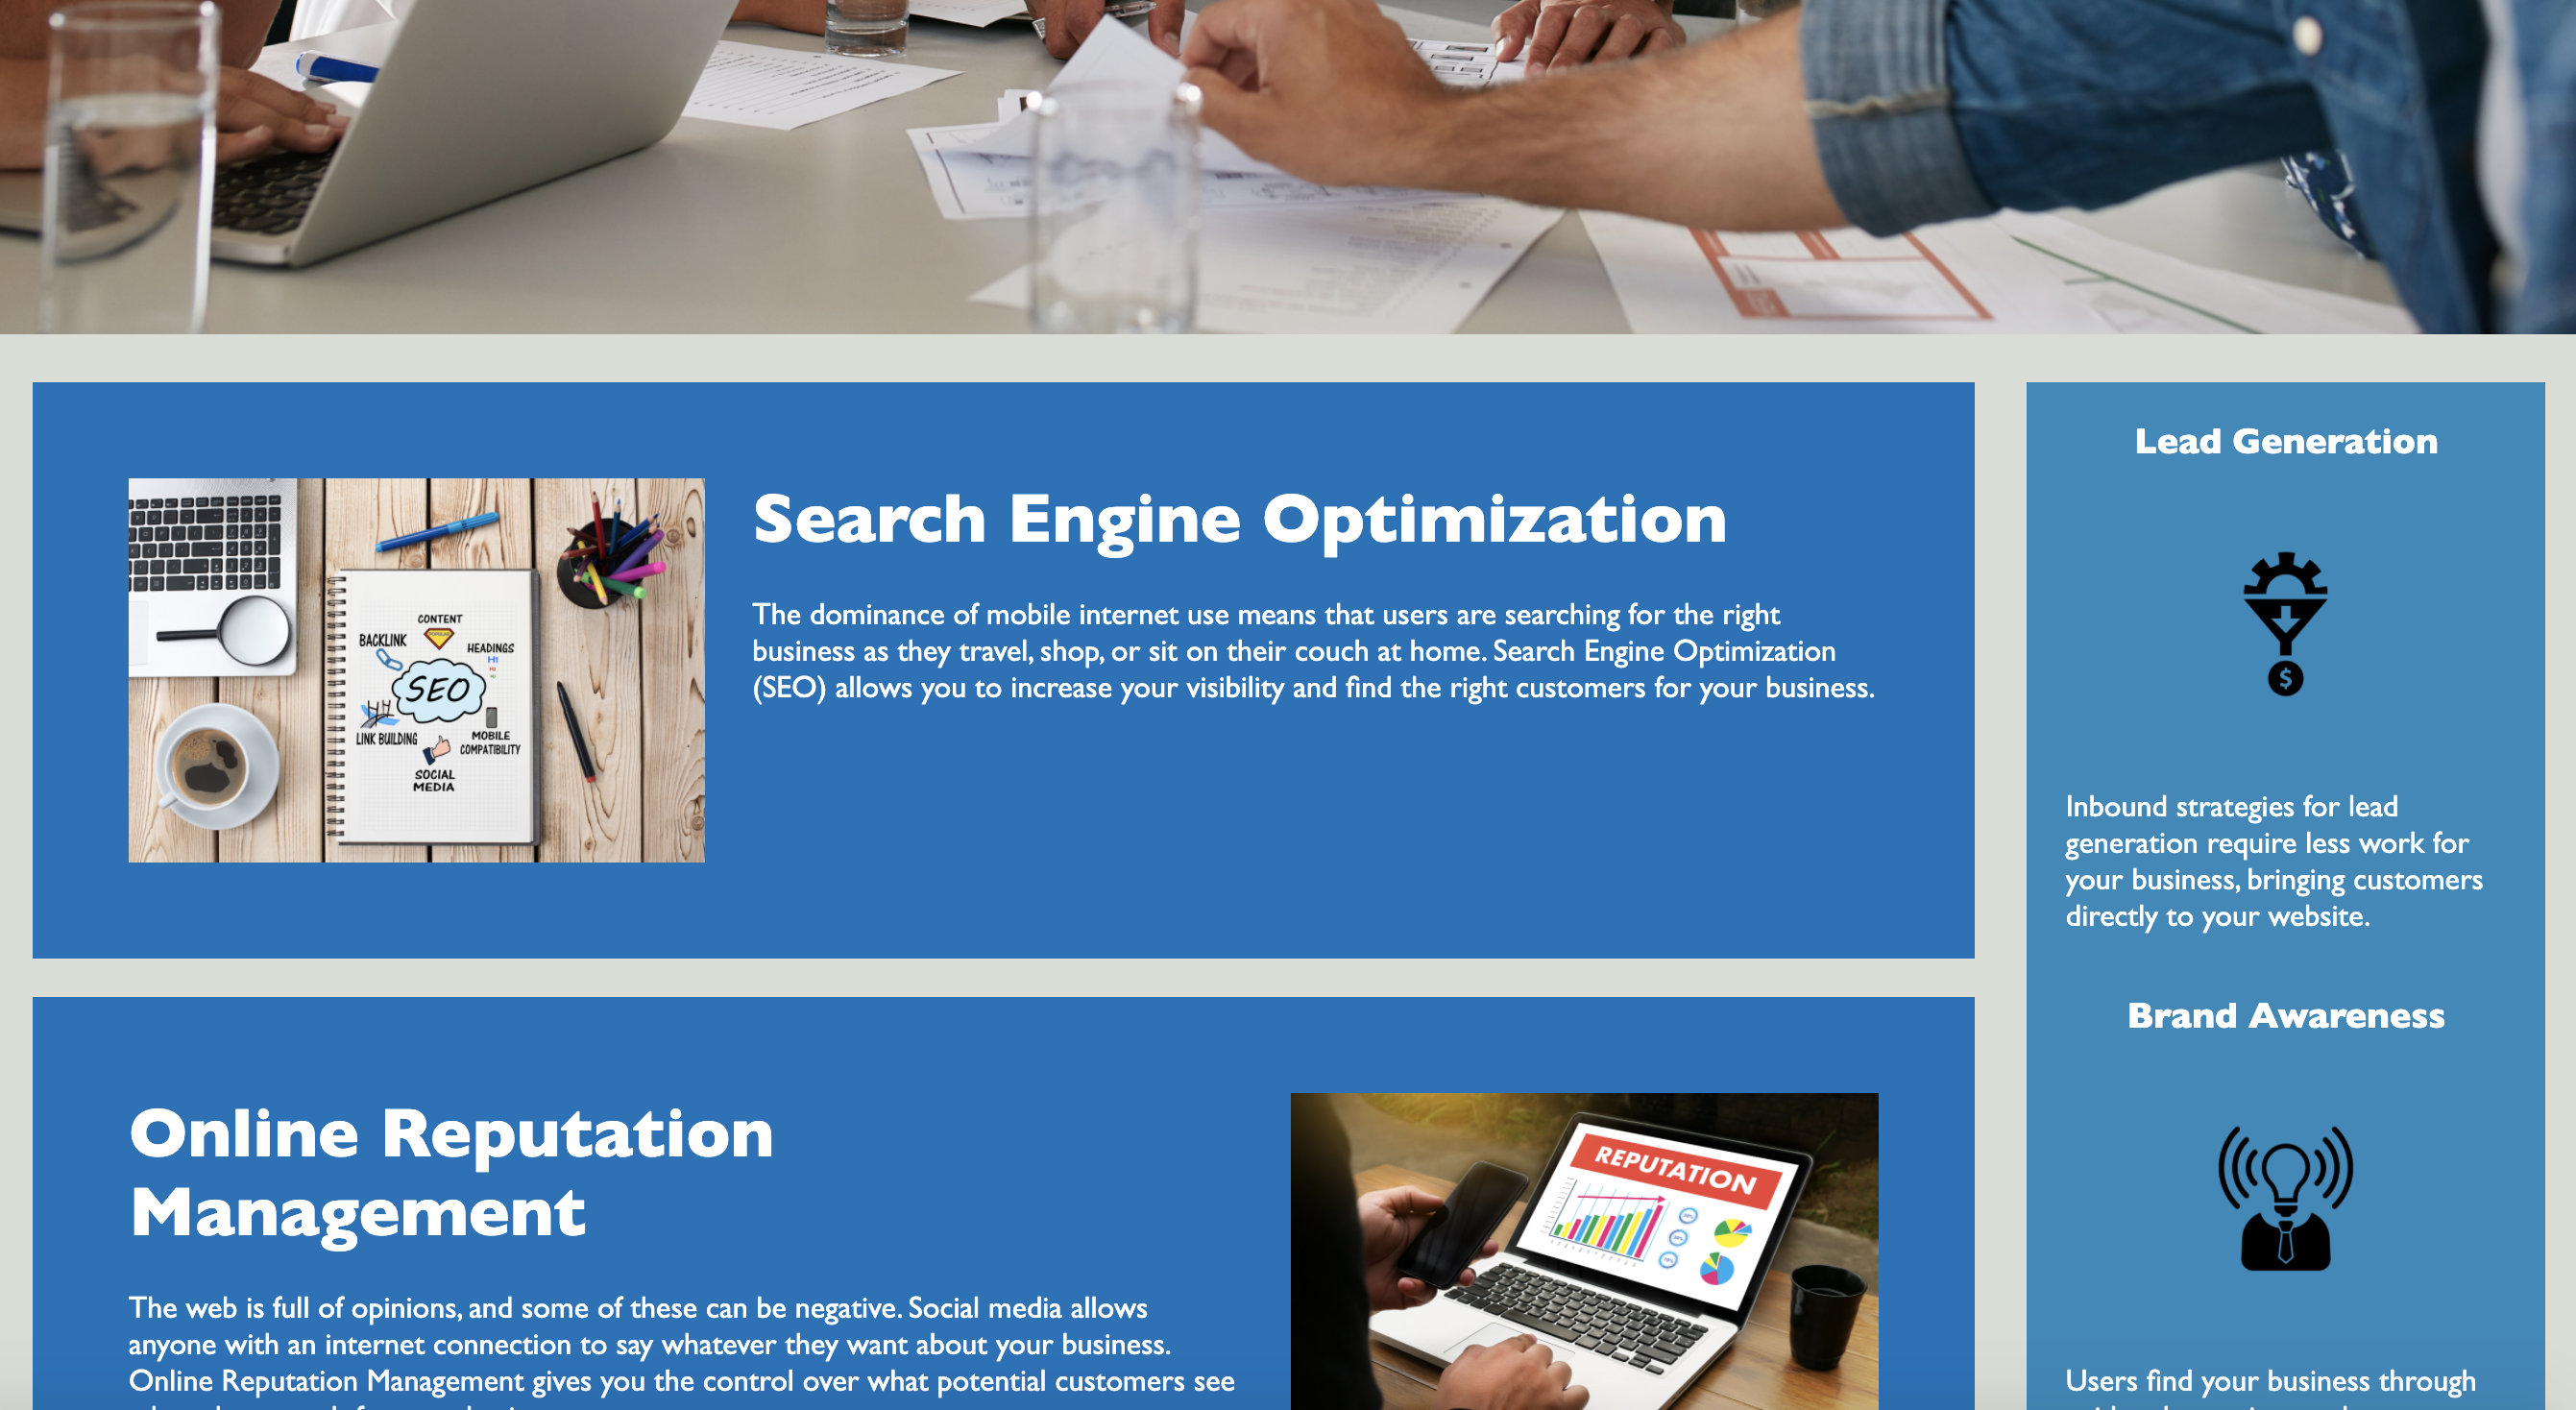 Search Engine Optimization
The dominance of mobile internet use means that users are searching for the right
business as they travel, shop, or sit on their couch at home. Search Engine Optimization
(SEO) allows you to increase your visibility and find the right customers for your business.
CONTENT
BACKLINK
HEADINGS
H1
SEO
LINK BUILDING
MOBILE
COMPATIBILITY
SOCIAL
MEDIA
Online Reputation
Management
The web is full of opinions, and some of these can be negative. Social media allows
anyone with an internet connection to say whatever they want about your business.
Online Reputation Management gives you the control over what potential customers see
REPUTATION
Lead Generation
$
Inbound strategies for lead
generation require less work for
your business, bringing customers
directly to your website.
Brand Awareness
Users find your business through